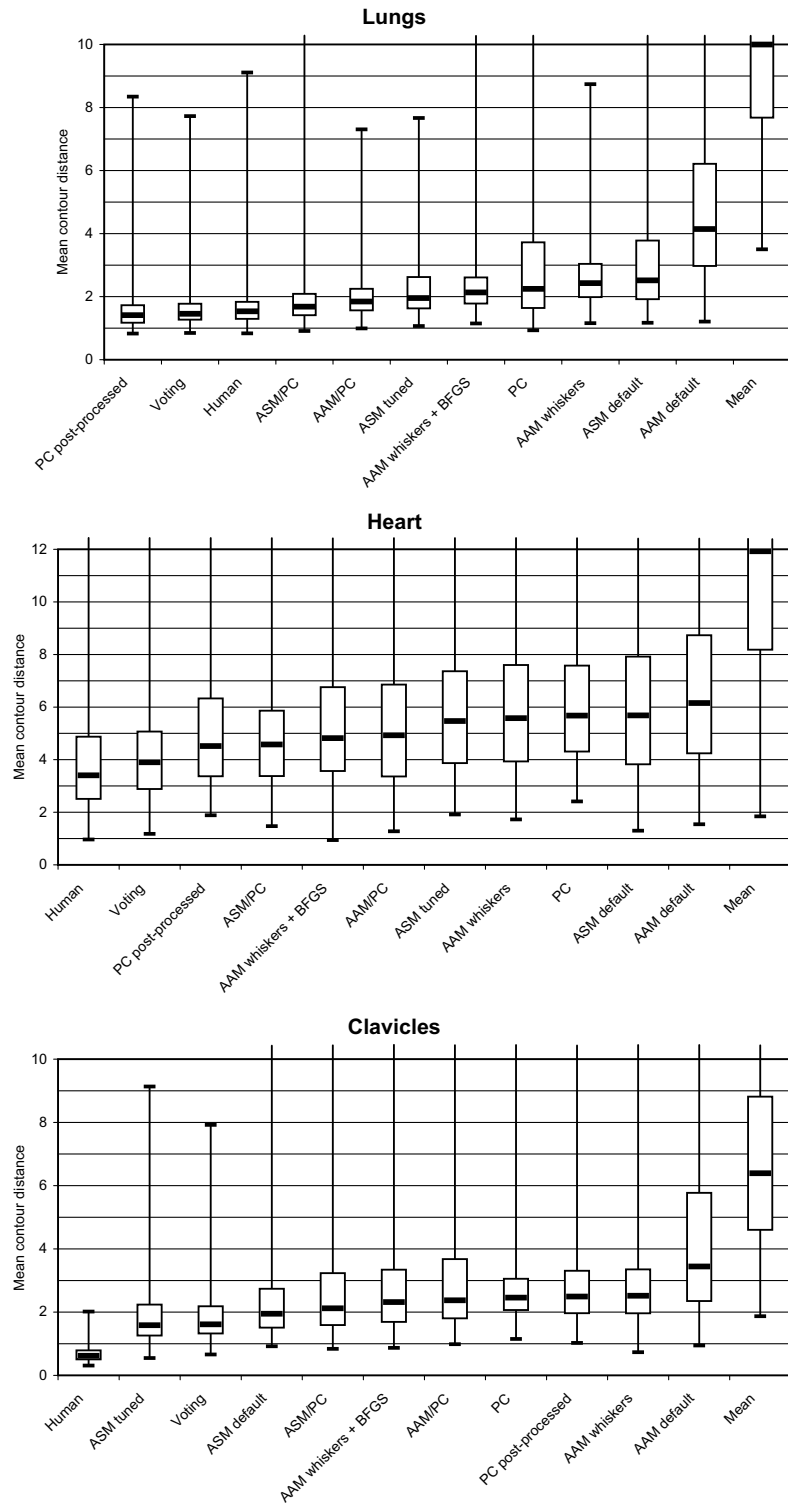 Lungs
Mean contour distance
10
8
6
4
2
0
PC post-processed
Voting
Human
ASM/PC
AAM/PC
ASM tuned
AAM whiskers + BFGS
PC
AAM whiskers
ASM default
AAM default
Mean
Heart
Mean contour distance
12
10
8
6
4
2
0
Human
Voting
PC post-processed
ASM/PC
AAM whiskers + BFGS
AAM/PC
ASM tuned
AAM whiskers
PC
ASM default
AAM default
Mean
Clavicles
Mean contour distance
10
8
6
4
2
0
Human
ASM tuned
Voting
ASM default
ASM/PC
AAM whiskers + BFGS
AAM/PC
PC
PC post-processed
AAM whiskers
AAM default
Mean